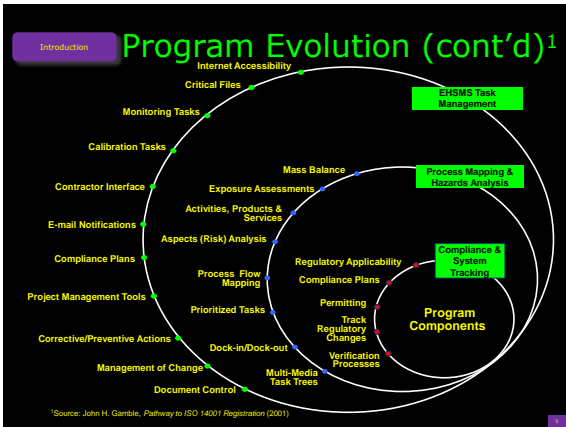 Introduction
Program Evolution (cont’d)1
Internet Accessibility
Critical Files
EHSMS Task
Management
Monitoring Tasks
Calibration Tasks
Mass Balance
Process Mapping &
Hazards Analysis
Contractor Interface
Exposure Assessments
Activities, Products &
Services
E-mail Notifications
Aspects (Risk) Analysis
Compliance Plans
Compliance &
System
Tracking
Regulatory Applicability
Process Flow
Mapping
Compliance Plans
Project Management Tools
Permitting
Prioritized Tasks
Program
Components
Track
Regulatory
Changes
Corrective/Preventive Actions
Dock-in/Dock-out
Verification
Processes
Management of Change
Multi-Media
Task Trees
Document Control
1Source: John H. Gamble, Pathway to ISO 14001 Registration (2001)
5